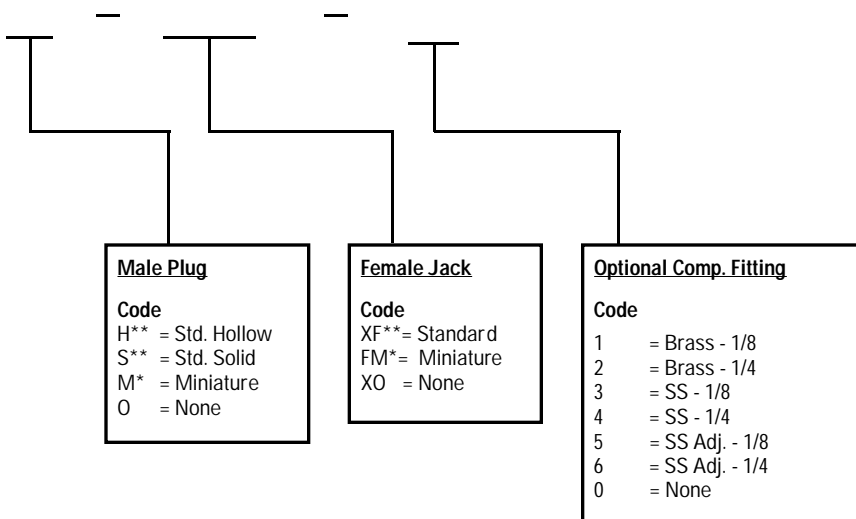 Male Plug
Code
H** = Std. Hollow
S** = Std. Solid
M* = Miniature
O = None
Female Jack
Code
XF**= Standard
FM*= Miniature
XO = None
Optional Comp. Fitting
Code
1 = Brass - 1/8
2 = Brass - 1/4
3 = SS - 1/8
4 = SS - 1/4
5 = SS Adj. - 1/8
6 = SS Adj. - 1/4
0 = None